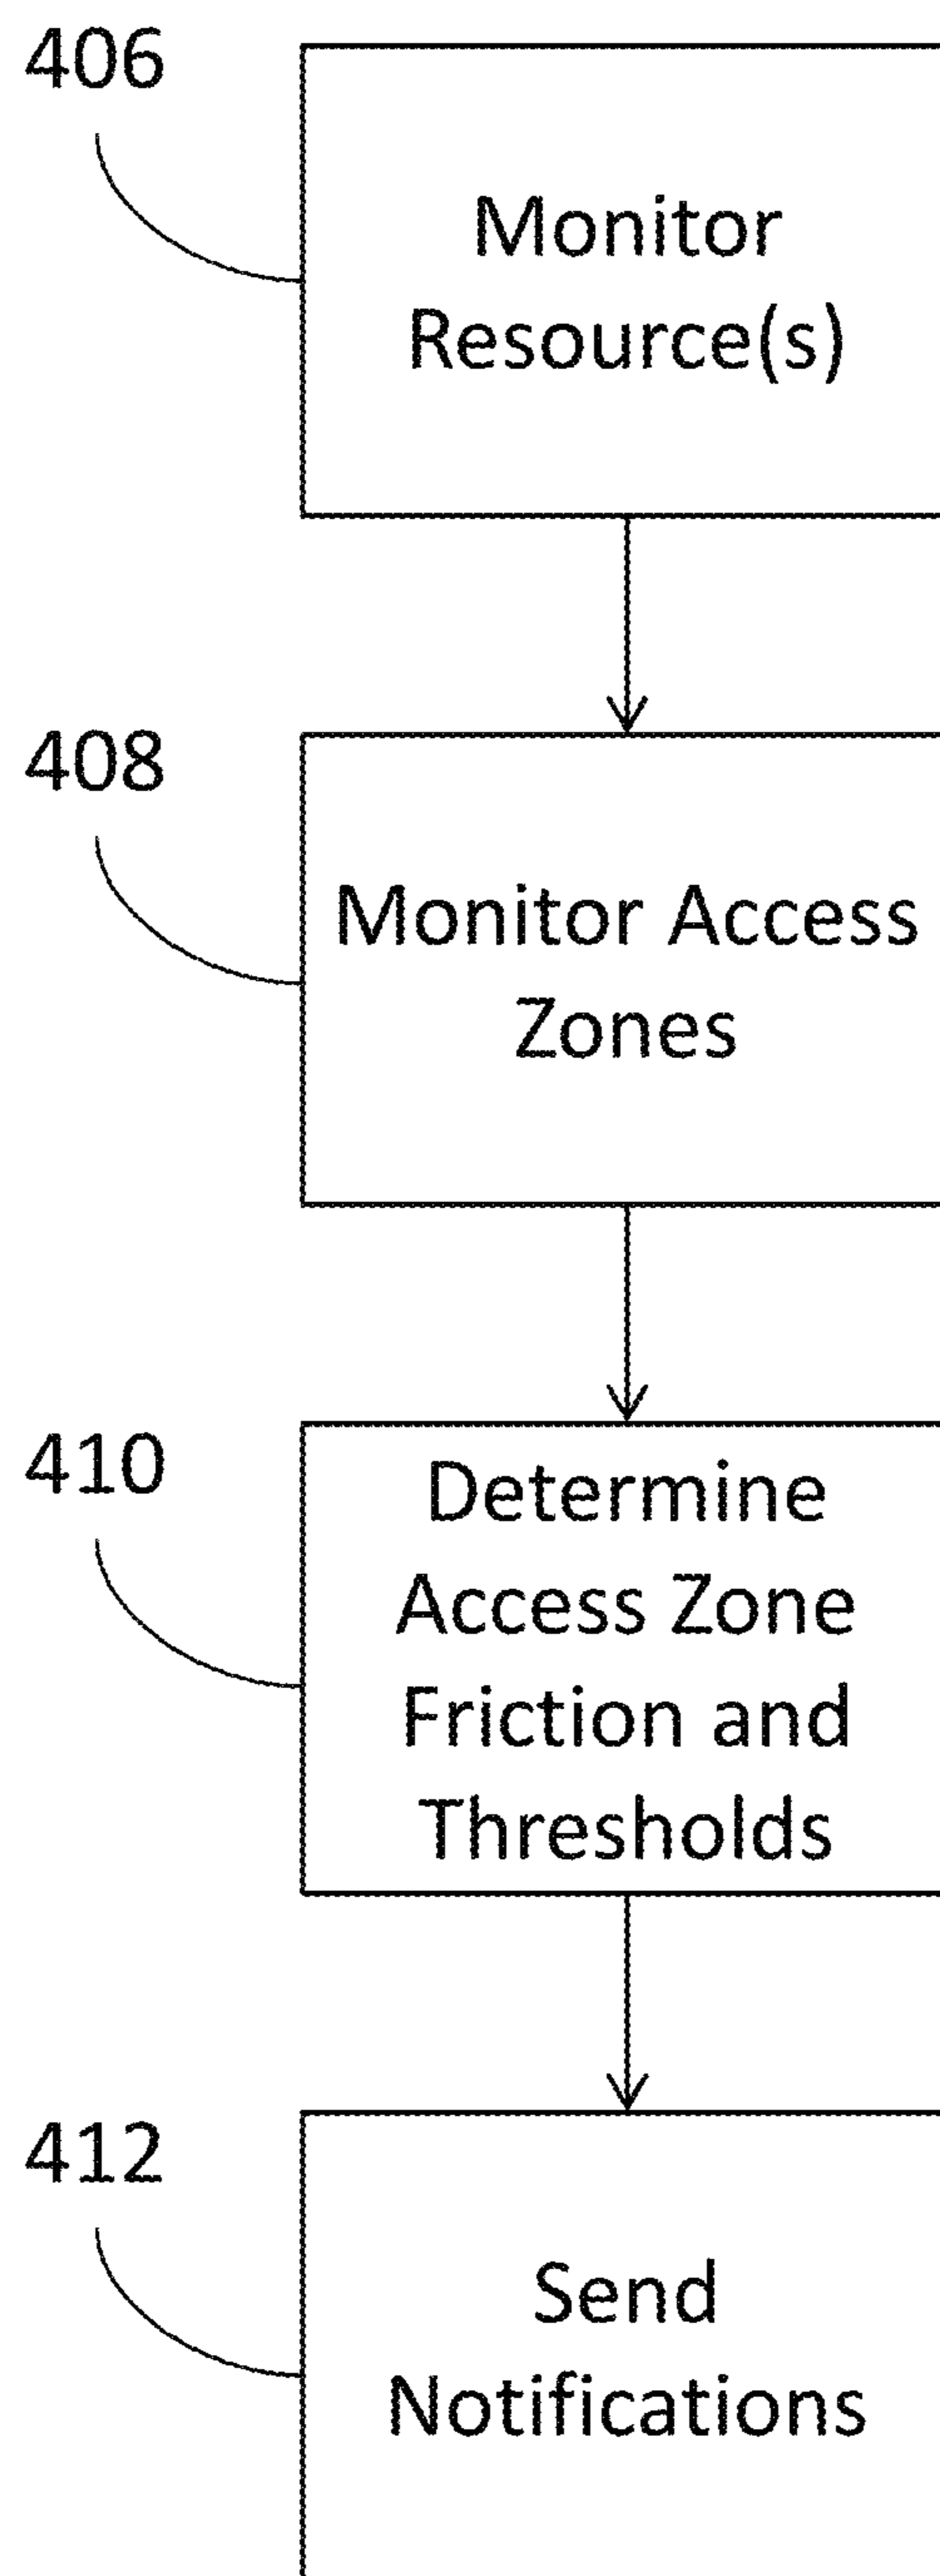 406
Monitor
Resource(s)
408
Monitor Access
Zones
410
Determine
Access Zone
Friction and
Thresholds
412
Send
Notifications